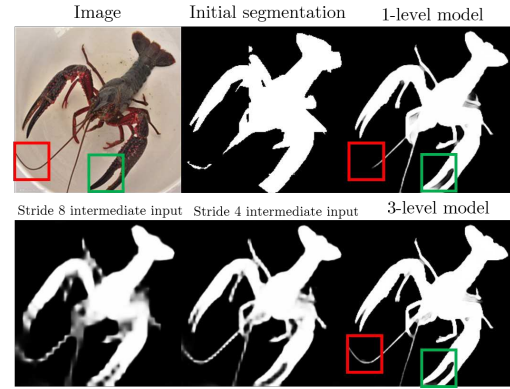 Image
Initial segmentation
1-level model
Stride 8 intermediate input
Stride 4 intermediate input
3-level model